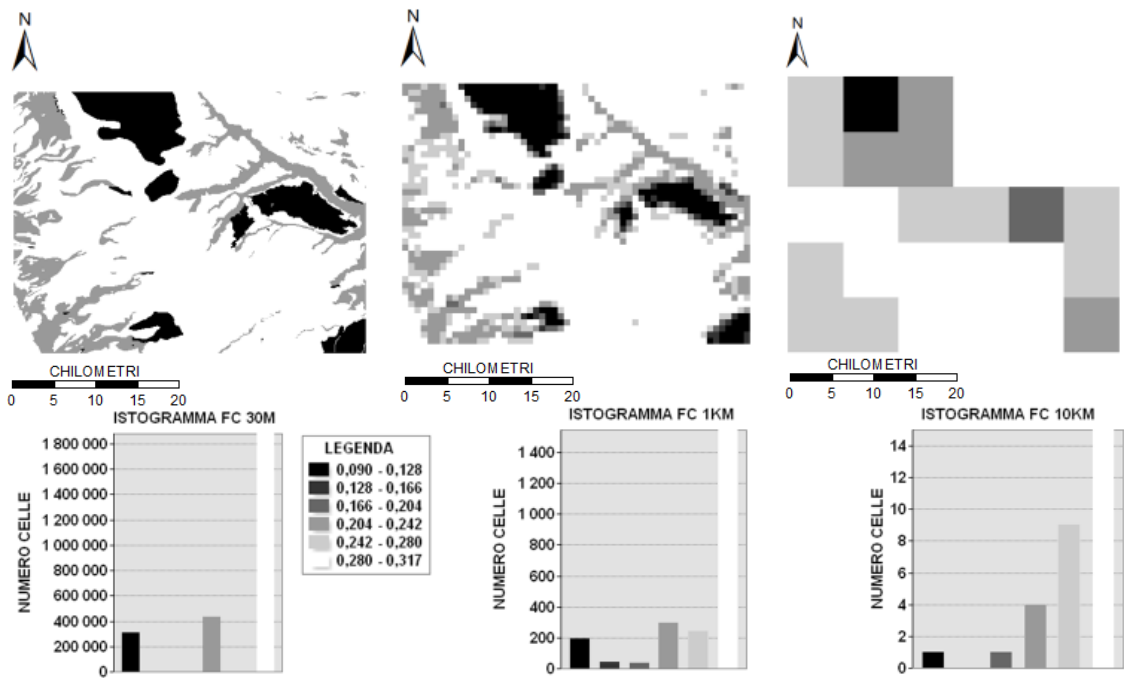 N
N
N
CHILOMETRI
0 5 10 15 20
CHILOMETRI
0 5 10 15 20
CHILOMETRI
0 5 10 15 20
ISTOGRAMMA FC 30M
NUMERO CELLE
1 800 000
1 600 000
1 400 000
1 200 000
1 000 000
800 000
600 000
400 000
200 000
0
LEGENDA
0,090 - 0,128
0,128 - 0,166
0,166 - 0,204
0,204 - 0,242
0,242 - 0,280
0,280 - 0,317
ISTOGRAMMA FC 1KM
NUMERO CELLE
1 400
1 200
1 000
800
600
400
200
0
ISTOGRAMMA FC 10KM
NUMERO CELLE
14
12
10
8
6
4
2
0